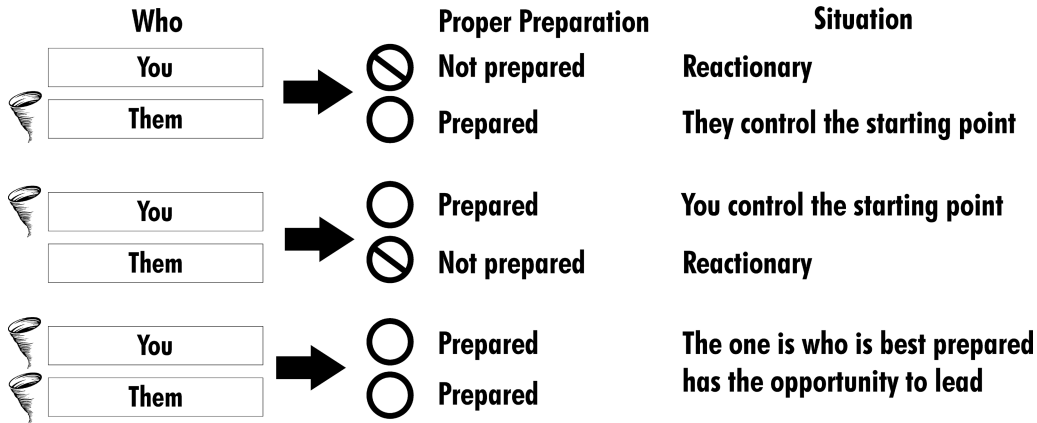 Who Proper Preparation Situation
You Not prepared Reactionary
Them Prepared They control the starting point
You Prepared You control the starting point
Them Not prepared Reactionary
You Prepared The one is who is best prepared
Them Prepared has the opportunity to lead